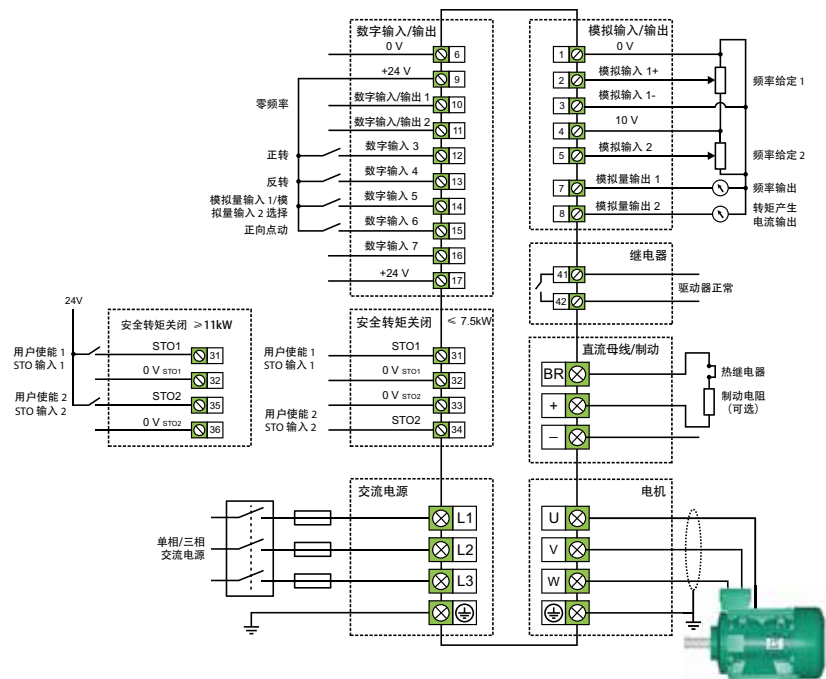 数字输入/输出
0 V
6
+24 V
9
零频率
数字输入/输出 1
10
数字输入/输出 2
11
正转
数字输入 3
12
反转
数字输入 4
13
模拟量输入 1/模
拟量输入 2 选择
数字输入 5
14
正向点动
数字输入 6
15
数字输入 7
16
+24 V
17
模拟输入/输出
1
0 V
2
模拟输入 1+
频率给定 1
3
模拟输入 1-
4
10 V
5
模拟输入 2
频率给定 2
7
模拟量输出 1
频率输出
8
模拟量输出 2
转矩产生
电流输出
继电器
41
42
驱动器正常
24V
安全转矩关闭 ≥11kW
用户使能 1
STO 输入 1
STO1
31
0 V STO1
32
用户使能 2
STO 输入 2
STO2
35
0 V STO2
36
安全转矩关闭 ≤ 7.5kW
用户使能 1
STO 输入 1
STO1
31
0 V STO1
32
0 V STO2
33
用户使能 2
STO 输入 2
STO2
34
直流母线/制动
BR
热继电器
+
制动电阻
（可选）
–
交流电源
单相/三相
交流电源
L1
L2
L3
电机
U
V
W